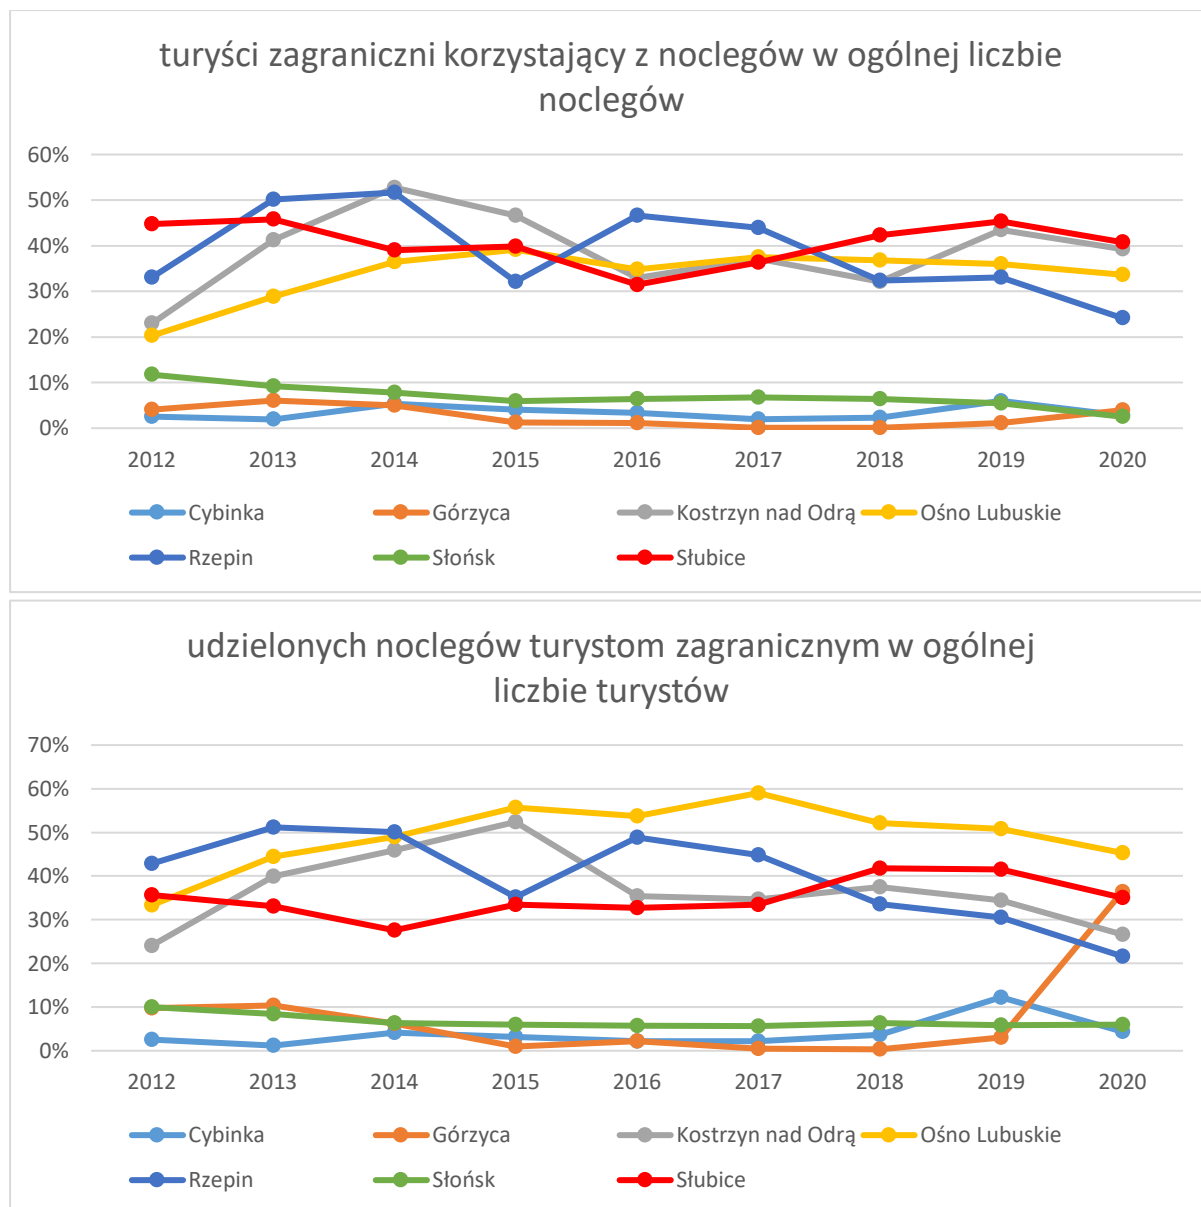 turyści zagraniczni korzystający z noclegów w ogólnej liczbie
noclegów
60%
50%
40%
30%
20%
10%
0%
2012 2013 2014 2015 2016 2017 2018 2019 2020
Cybinka Górzyca Kostrzyn nad Odrą Ośno Lubuskie
Rzepin Słońsk Słubice
udzielonych noclegów turystom zagranicznym w ogólnej
liczbie turystów
70%
60%
50%
40%
30%
20%
10%
0%
2012 2013 2014 2015 2016 2017 2018 2019 2020
Cybinka Górzyca Kostrzyn nad Odrą Ośno Lubuskie
Rzepin Słońsk Słubice